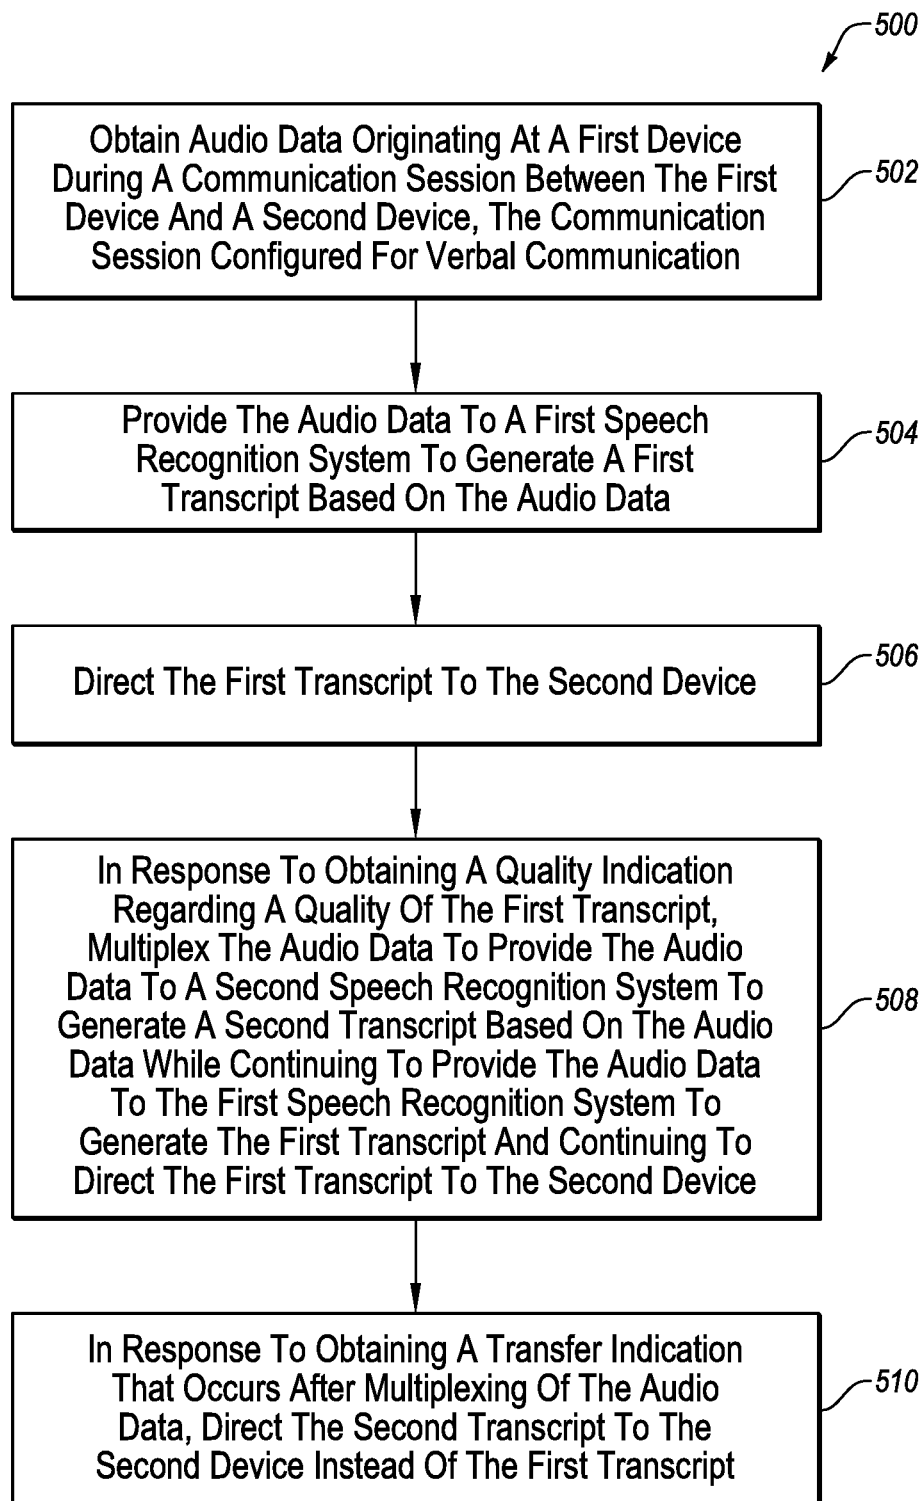 500
Obtain Audio Data Originating At A First Device
During A Communication Session Between The First
Device And A Second Device, The Communication
Session Configured For Verbal Communication
502
Provide The Audio Data To A First Speech
Recognition System To Generate A First
Transcript Based On The Audio Data
504
Direct The First Transcript To The Second Device
506
In Response To Obtaining A Quality Indication
Regarding A Quality Of The First Transcript,
Multiplex The Audio Data To Provide The Audio
Data To A Second Speech Recognition System To
Generate A Second Transcript Based On The Audio
Data While Continuing To Provide The Audio Data
To The First Speech Recognition System To
Generate The First Transcript And Continuing To
Direct The First Transcript To The Second Device
508
In Response To Obtaining A Transfer Indication
That Occurs After Multiplexing Of The Audio
Data, Direct The Second Transcript To The
Second Device Instead Of The First Transcript
510